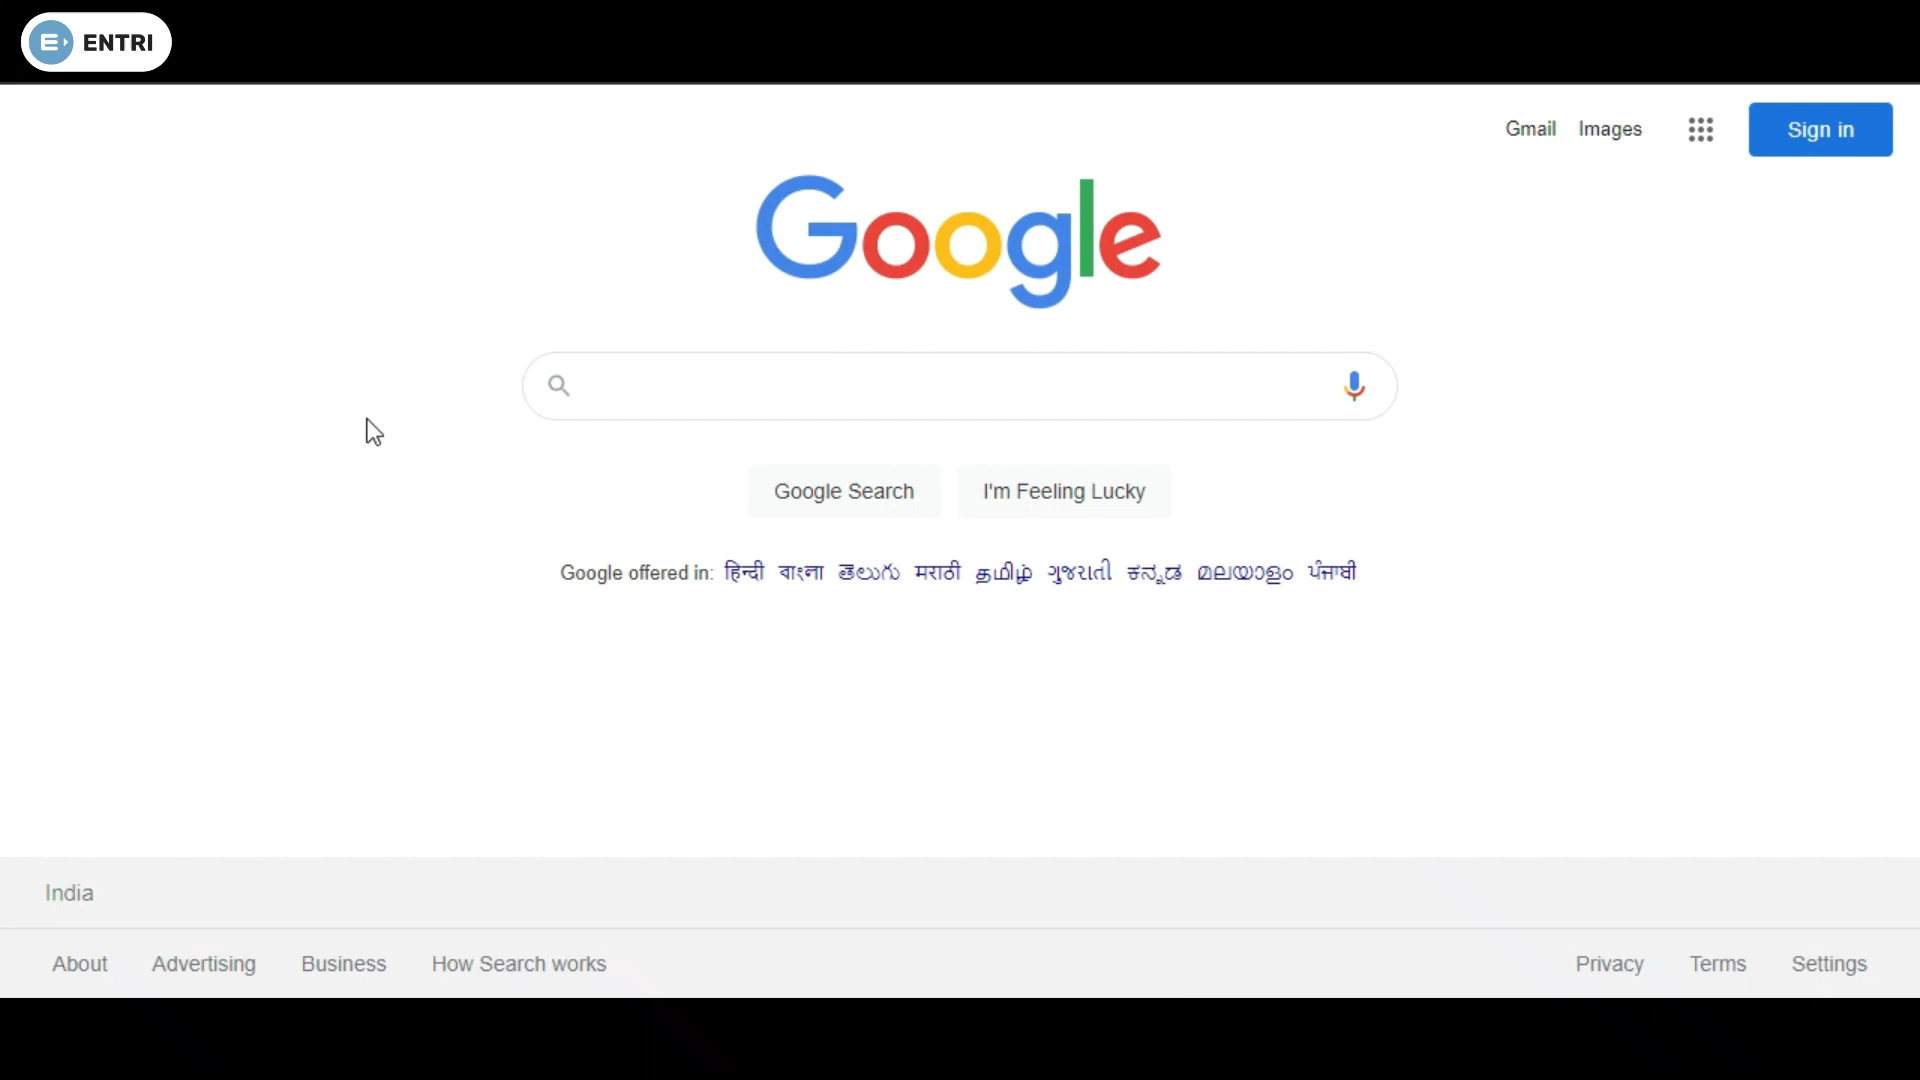 ENTRI
Gmail Images Sign in
Google
Google Search I'm Feeling Lucky
Google offered in: हिन्दी বাংলা తెలుగు मराठी தமிழ் ગુજરાતી ಕನ್ನಡ മലയാളം ਪੰਜਾਬੀ
India
About Advertising Business How Search works Privacy Terms Settings